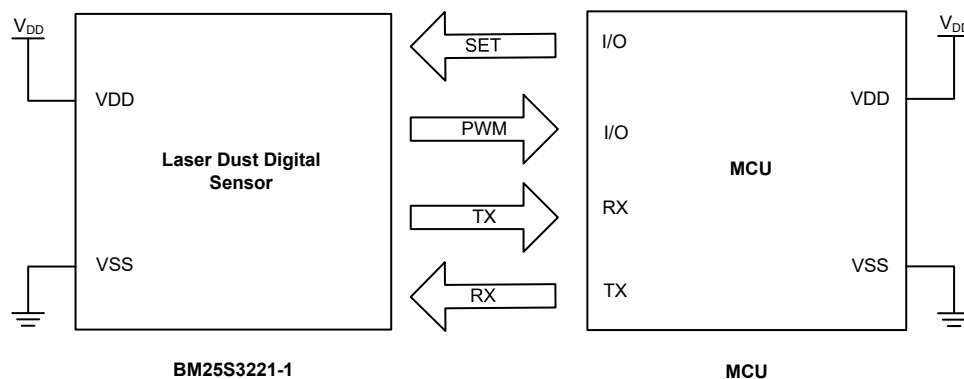 VDD
VDD
Laser Dust Digital
Sensor
VSS
BM25S3221-1
SET
PWM
TX
RX
I/O
I/O
RX
TX
MCU
VDD
VDD
VSS
MCU